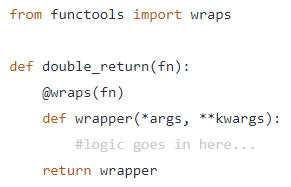 from functools import wraps
def double_return(fn):
    @wraps(fn)
    def wrapper(*args, **kwargs):
        #logic goes in here...
    return wrapper